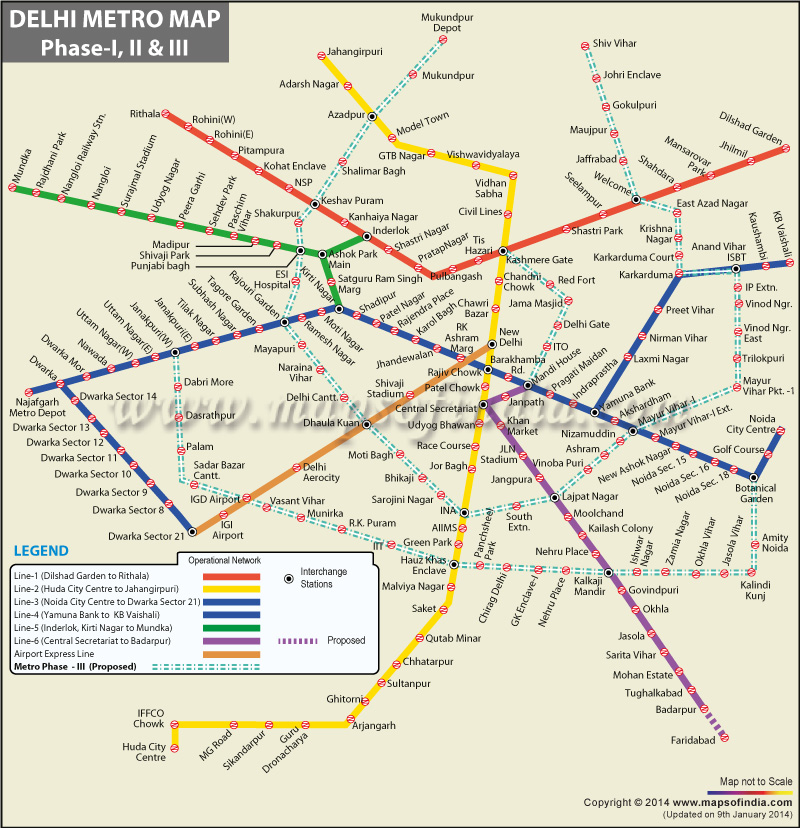 DELHI METRO MAP
Phase-I, II & III
Mukundpur
Depot
Mukundpur
Shiv Vihar
Johri Enclave
Gokulpuri
Maujpur
Jaffrabad
Welcome
Jahangirpuri
Adarsh Nagar
Azadpur
Model Town
GTB Nagar
Vishwavidyalaya
Vidhan
Sabha
Civil Lines
Shalimar Bagh
Rithala
Rohini(W)
Rohini(E)
Pitampura
Kohat Enclave
NSP
Keshav Puram
Kanhaiya Nagar
Inderlok
Shastri Nagar
PratapNagar
Pulbangash
Tis
Hazari
Kashmere Gate
Shastri Park
Seelampur
Shahdara
Mansarovar
Park
Jhilmil
Dilshad Garden
Mundka
Rajdhani Park
Nangloi Railway Stn.
Nangloi
Surajmal Stadium
Udyog Nagar
Peera Garhi
Sehdev Park
Paschim
Vihar
Madipur
Shivaji Park
Punjabi bagh
Shakurpur
Ashok Park
Main
Satguru Ram Singh
Marg
Kirti Nagar
ESI
Hospital
East Azad Nagar
Krishna
Nagar
Karkarduma Court
Karkarduma
Anand Vihar
ISBT
Kaushambi
KB Vaishali
IP Extn.
Vinod Ngr.
Vinod Ngr.
East
Trilokpuri
Mayur
Vihar Pkt. -1
Chandni
Chowk
Chawri
Bazar
New
Delhi
Red Fort
Jama Masjid
Delhi Gate
ITO
Preet Vihar
Nirman Vihar
Laxmi Nagar
Najafgarh
Metro Depot
Dwarka
Dwarka Mor
Nawada
Uttam Nagar(W)
Uttam Nagar(E)
Janakpuri(W)
Janakpuri(E)
Tilak Nagar
Subhash Nagar
Tagore Garden
Rajouri Garden
Ramesh Nagar
Moti Nagar
Shadipur
Patel Nagar
Rajendra Place
Karol Bagh
Jhandewalan
RK
Ashram
Marg
Rajiv Chowk
Barakhamba
Rd.
Mandi House
Pragati Maidan
Indraprastha
Yamuna Bank
Akshardham
Mayur Vihar-I
Mayur Vihar-I Ext.
New Ashok Nagar
Noida Sec. 15
Noida Sec. 16
Noida Sec. 18
Botanical
Garden
Golf Course
Noida
City Centre
Patel Chowk
Central Secretariat
Janpath
Khan
Market
Udyog Bhawan
Race Course
Jor Bagh
JLN
Stadium
Jangpura
Nizamuddin
Ashram
Vinoba Puri
Lajpat Nagar
Mayapuri
Naraina
Vihar
Delhi Cantt.
Shivaji
Stadium
Dhaula Kuan
Moti Bagh
Bhikaji
Sarojini Nagar
INA
South
Extn.
www.mapsofindia.com
Dabri More
Dasrathpur
Palam
Sadar Bazar
Cantt.
IGD Airport
Delhi
Aerocity
IGI
Airport
Vasant Vihar
Munirka
R.K. Puram
IIT
Dwarka Sector 14
Dwarka Sector 13
Dwarka Sector 12
Dwarka Sector 11
Dwarka Sector 10
Dwarka Sector 9
Dwarka Sector 8
Dwarka Sector 21
AIIMS
Green Park
Hauz Khas
Enclave
Panchsheel
Park
Chirag Delhi
GK Enclave-I
Nehru Place
Moolchand
Kailash Colony
Nehru Place
Kalkaji
Mandir
Ishwar
Nagar
Zamia Nagar
Okhla Vihar
Jasola Vihar
Kalindi
Kunj
Amity
Noida
Malviya Nagar
Saket
Qutab Minar
Chhatarpur
Sultanpur
Ghitorni
Arjangarh
Guru
Dronacharya
Sikandarpur
MG Road
IFFCO
Chowk
Huda City
Centre
Govindpuri
Okhla
Jasola
Sarita Vihar
Mohan Estate
Tughalkabad
Badarpur
Faridabad
LEGEND
Operational Network
Line-1 (Dilshad Garden to Rithala)
Line-2 (Huda City Centre to Jahangirpuri)
Line-3 (Noida City Centre to Dwarka Sector 21)
Line-4 (Yamuna Bank to KB Vaishali)
Line-5 (Inderlok, Kirti Nagar to Mundka)
Line-6 (Central Secretariat to Badarpur)
Airport Express Line
Metro Phase - III (Proposed)
Interchange
Stations
Proposed
Map not to Scale
Copyright © 2014 www.mapsofindia.com
(Updated on 9th January 2014)